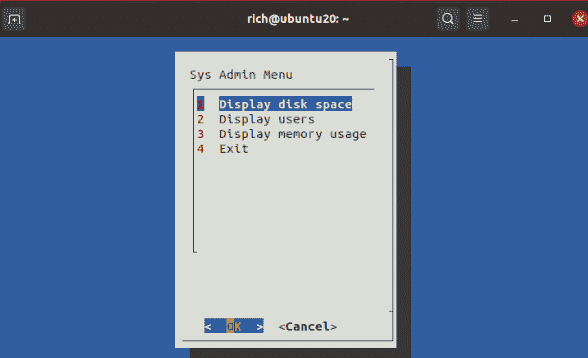 rich@ubuntu20: ~
Sys Admin Menu
1 Display disk space
2 Display users
3 Display memory usage
4 Exit
< OK > <Cancel>